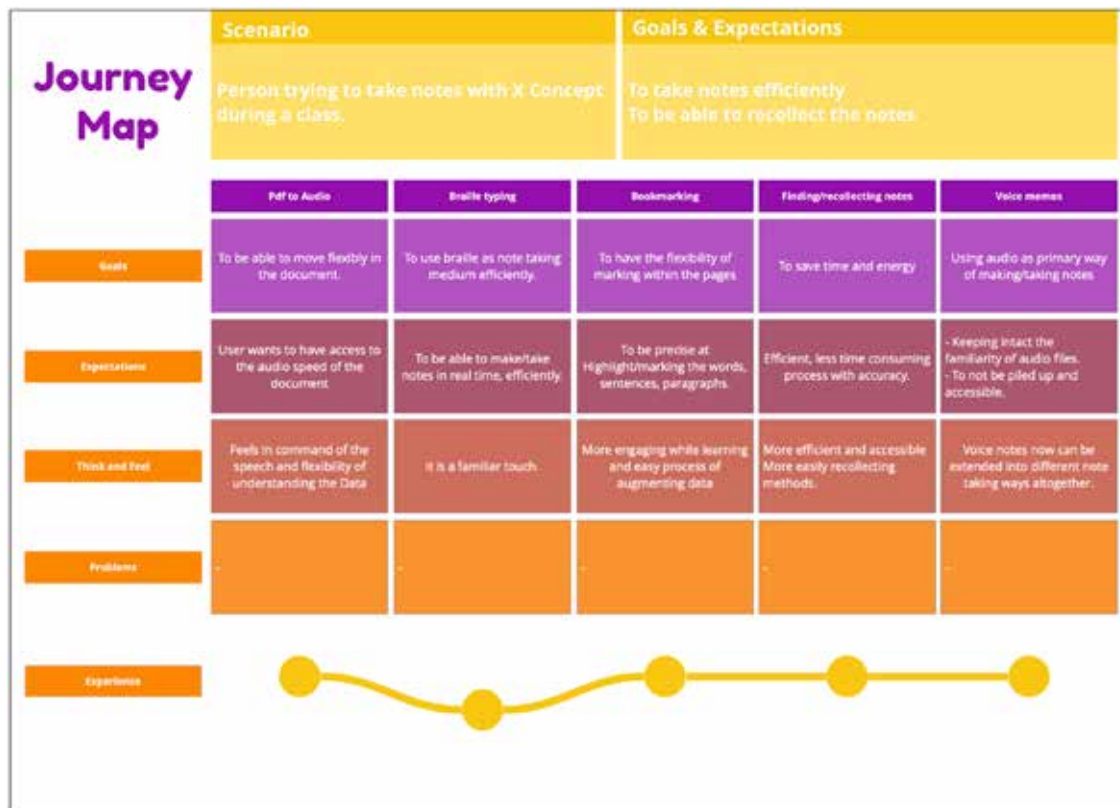 Journey
Map
Scenario
Goals & Expectations
Person trying to take notes with X Concept
during a class.
To take notes efficiently
To be able to recollect the notes
Pdf to Audio
Braille typing
Bookmarking
Finding/recollecting notes
Voice memos
Goals
To be able to move flexibly in
the document.
To use braille as note taking
medium efficiently.
To have the flexibility of
marking within the pages
To save time and energy
Using audio as primary way
of making/taking notes
Expectations
User wants to have access to
the audio speed of the
document
To be able to make/take
notes in real time, efficiently.
To be precise at
Highlight/marking the words,
sentences, paragraphs.
Efficient, less time consuming
process with accuracy.
- Keeping intact the
familiarity of audio files.
- To not be piled up and
accessible.
Think and Feel
Feels in command of the
speech and flexibility of
understanding the Data
It is a familiar touch
More engaging while learning
and easy process of
augmenting data
More efficient and accessible
More easily recollecting
methods.
Voice notes now can be
extended into different note
taking ways altogether.
Problems
-
-
-
-
-
Experience